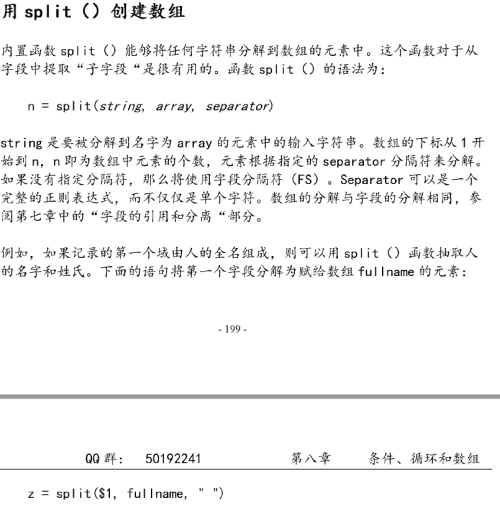 用 split（）创建数组
内置函数 split（）能够将任何字符串分解到数组的元素中。这个函数对于从
字段中提取“子字段“是很有用的。函数 split（）的语法为：
n = split(string, array, separator)
string 是要被分解到名字为 array 的元素中的输入字符串。数组的下标从 1 开
始到 n，n 即为数组中元素的个数，元素根据指定的 separator 分隔符来分解。
如果没有指定分隔符，那么将使用字段分隔符（FS）。Separator 可以是一个
完整的正则表达式，而不仅仅是单个字符。数组的分解与字段的分解相同，参
阅第七章中的“字段的引用和分离“部分。
例如，如果记录的第一个域由人的全名组成，则可以用 split（）函数抽取人
的名字和姓氏。下面的语句将第一个字段分解为赋给数组 fullname 的元素：
- 199 -
QQ 群： 50192241 第八章 条件、循环和数组
z = split($1, fullname, " ")